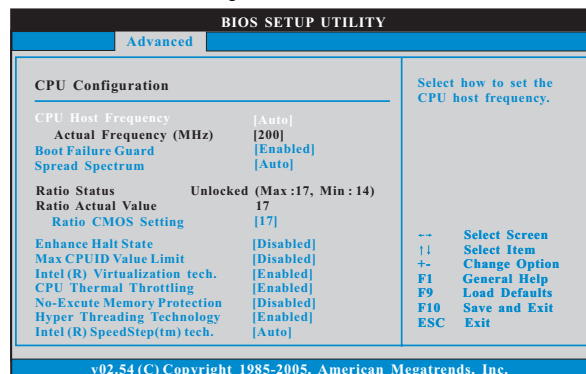 BIOS SETUP UTILITY
Advanced
CPU Configuration
CPU Host Frequency [Auto]
Actual Frequency (MHz) [200]
Boot Failure Guard [Enabled]
Spread Spectrum [Auto]
Ratio Status Unlocked (Max :17, Min : 14)
Ratio Actual Value 17
Ratio CMOS Setting [17]
Enhance Halt State [Disabled]
Max CPUID Value Limit [Disabled]
Intel (R) Virtualization tech. [Enabled]
CPU Thermal Throttling [Enabled]
No-Excute Memory Protection [Disabled]
Hyper Threading Technology [Enabled]
Intel (R) SpeedStep(tm) tech. [Auto]
Select how to set the
CPU host frequency.
←→ Select Screen
↑↓ Select Item
+- Change Option
F1 General Help
F9 Load Defaults
F10 Save and Exit
ESC Exit
v02.54 (C) Copyright 1985-2005, American Megatrends, Inc.